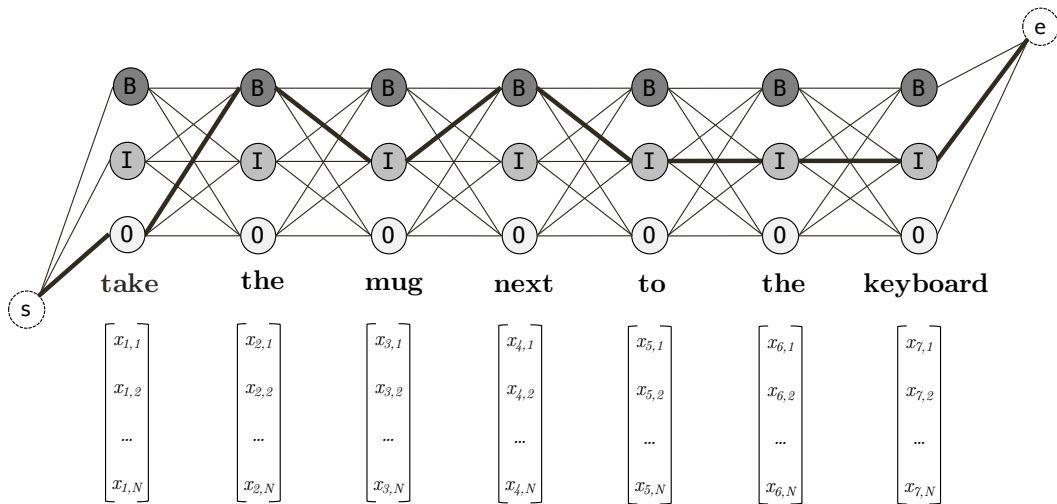 e
B B B B B B B
I I I I I I I
O O O O O O O
s
take the mug next to the keyboard
x1,1 x2,1 x3,1 x4,1 x5,1 x6,1 x7,1
x1,2 x2,2 x3,2 x4,2 x5,2 x6,2 x7,2
... ... ... ... ... ... ...
x1,N x2,N x3,N x4,N x5,N x6,N x7,N